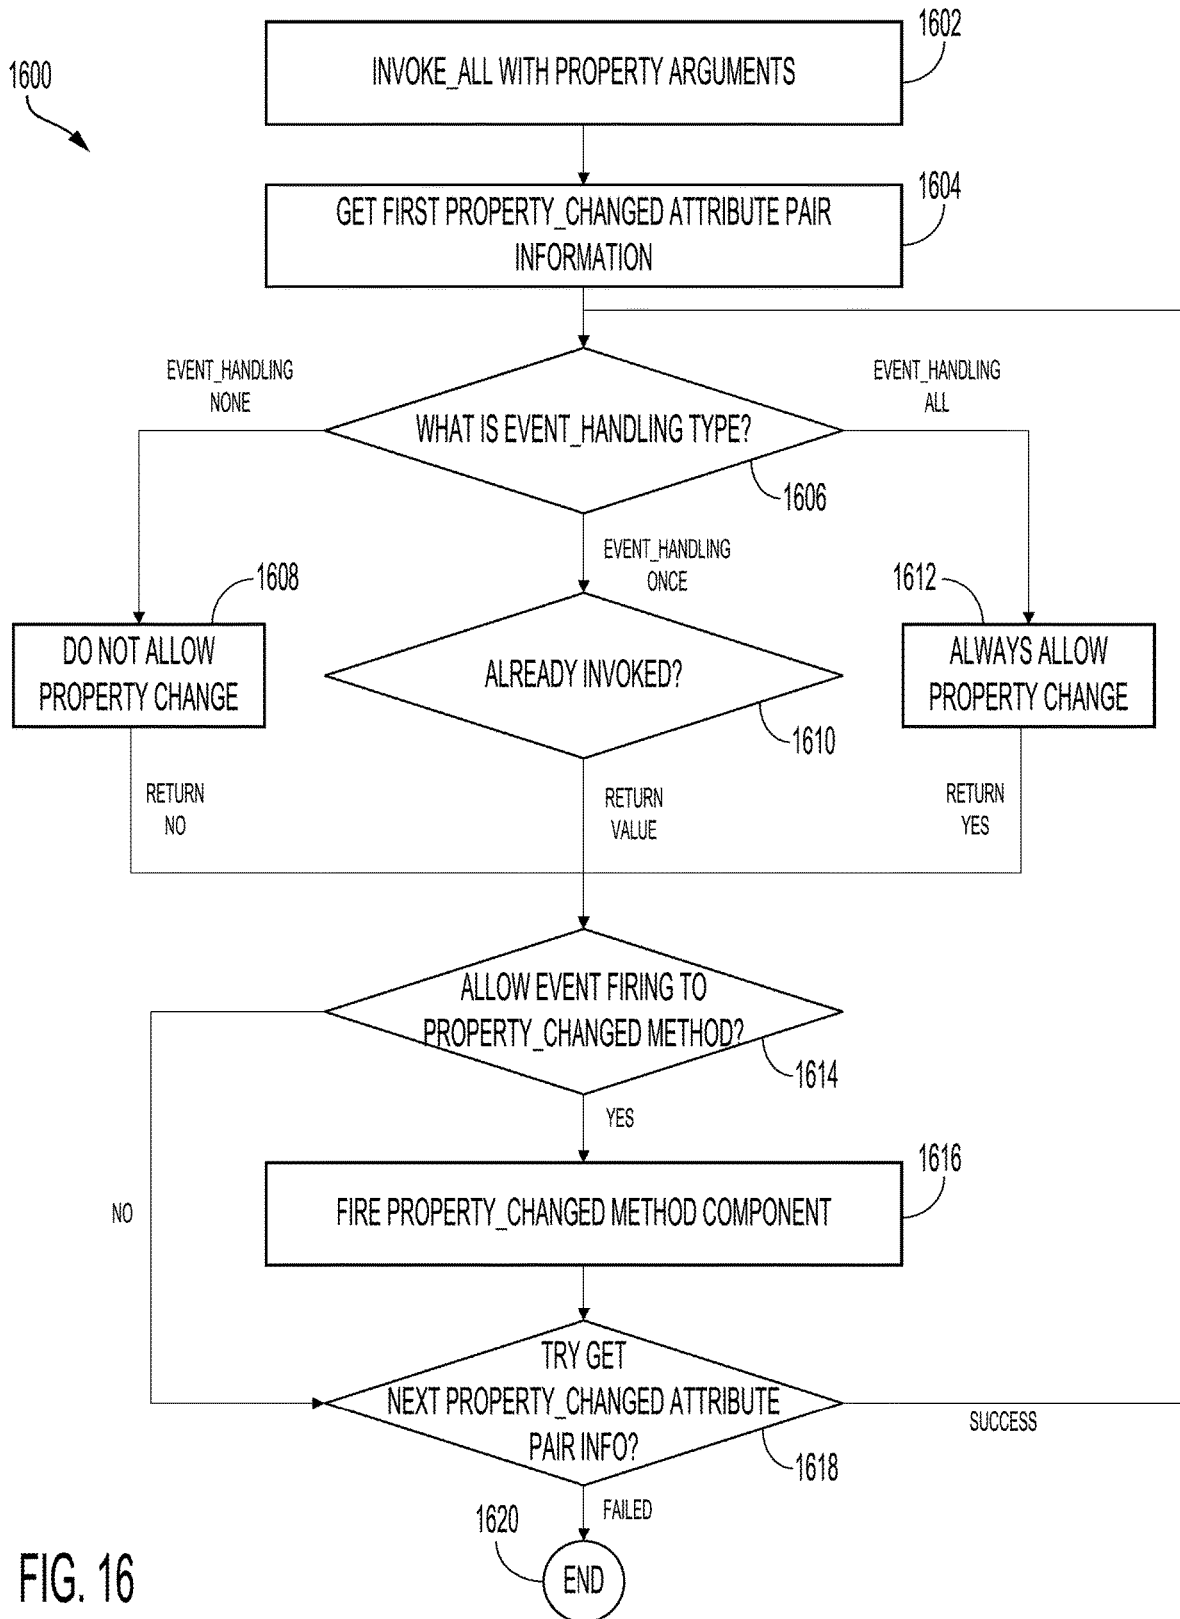 1602
1600
INVOKE_ALL WITH PROPERTY ARGUMENTS
1604
GET FIRST PROPERTY_CHANGED ATTRIBUTE PAIR
INFORMATION
EVENT_HANDLING
NONE
EVENT_HANDLING
ALL
WHAT IS EVENT_HANDLING TYPE?
1606
EVENT_HANDLING
ONCE
1608
1612
DO NOT ALLOW
PROPERTY CHANGE
ALREADY INVOKED?
ALWAYS ALLOW
PROPERTY CHANGE
1610
RETURN
NO
RETURN
VALUE
RETURN
YES
ALLOW EVENT FIRING TO
PROPERTY_CHANGED METHOD?
1614
YES
1616
FIRE PROPERTY_CHANGED METHOD COMPONENT
NO
TRY GET
NEXT PROPERTY_CHANGED ATTRIBUTE
PAIR INFO?
SUCCESS
1618
FAILED
1620
END
FIG. 16